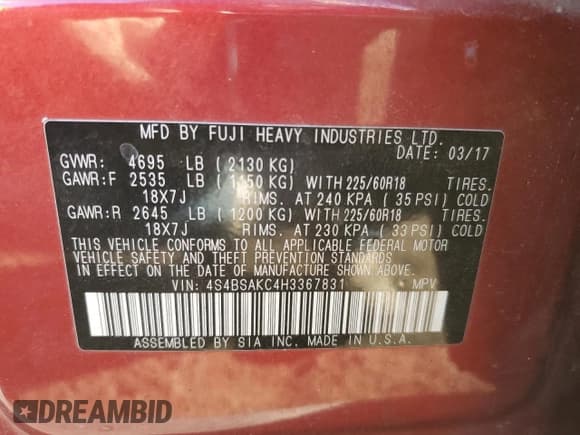 MFD BY FUJI HEAVY INDUSTRIES LTD.
DATE: 03/17
GVWR: 4695 LB ( 2130 KG)
GAWR:F 2535 LB ( 1150 KG) WITH 225/60R18 TIRES.
18X7J RIMS. AT 240 KPA ( 35 PSI) COLD
GAWR:R 2645 LB ( 1200 KG) WITH 225/60R18 TIRES.
18X7J RIMS. AT 230 KPA ( 33 PSI) COLD
THIS VEHICLE CONFORMS TO ALL APPLICABLE FEDERAL MOTOR
VEHICLE SAFETY AND THEFT PREVENTION STANDARDS
IN EFFECT ON THE DATE OF MANUFACTURE SHOWN ABOVE.
VIN: 4S4BSAKC4H3367831 MPV
ASSEMBLED BY SIA INC. MADE IN U.S.A.
DREAMBID